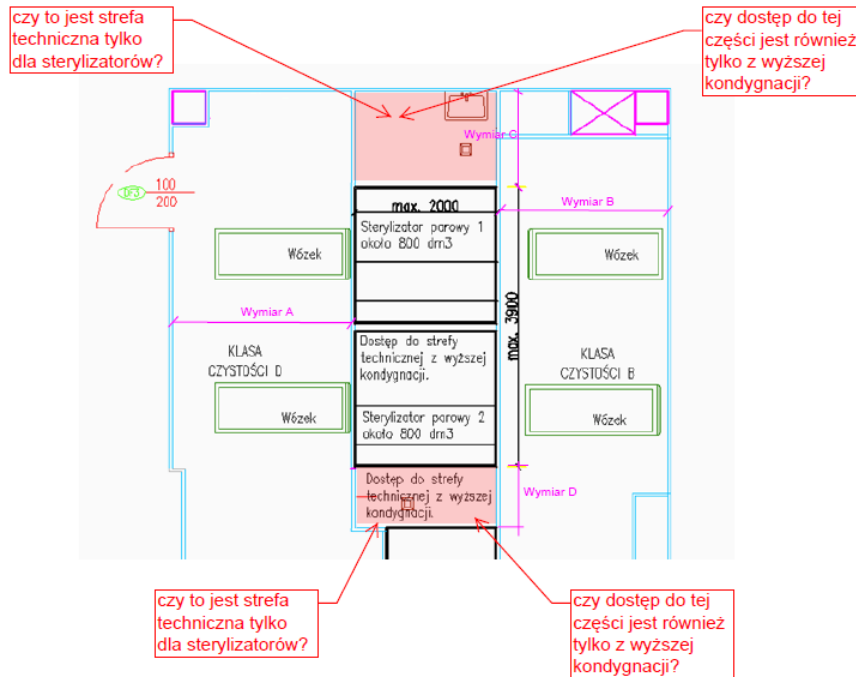 czy to jest strefa
techniczna tylko
dla sterylizatorów?
czy dostęp do tej
części jest również
tylko z wyższej
kondygnacji?
Wymiar C
100
200
max. 2000
Wymiar B
Sterylizator parowy 1
około 800 dm3
Wózek
Wózek
Wymiar A
max. 3900
Dostęp do strefy
technicznej z wyższej
kondygnacji.
KLASA
CZYSTOŚCI D
KLASA
CZYSTOŚCI B
Wózek
Sterylizator parowy 2
około 800 dm3
Wózek
Dostęp do strefy
technicznej z wyższej
kondygnacji.
Wymiar D
czy to jest strefa
techniczna tylko
dla sterylizatorów?
czy dostęp do tej
części jest również
tylko z wyższej
kondygnacji?